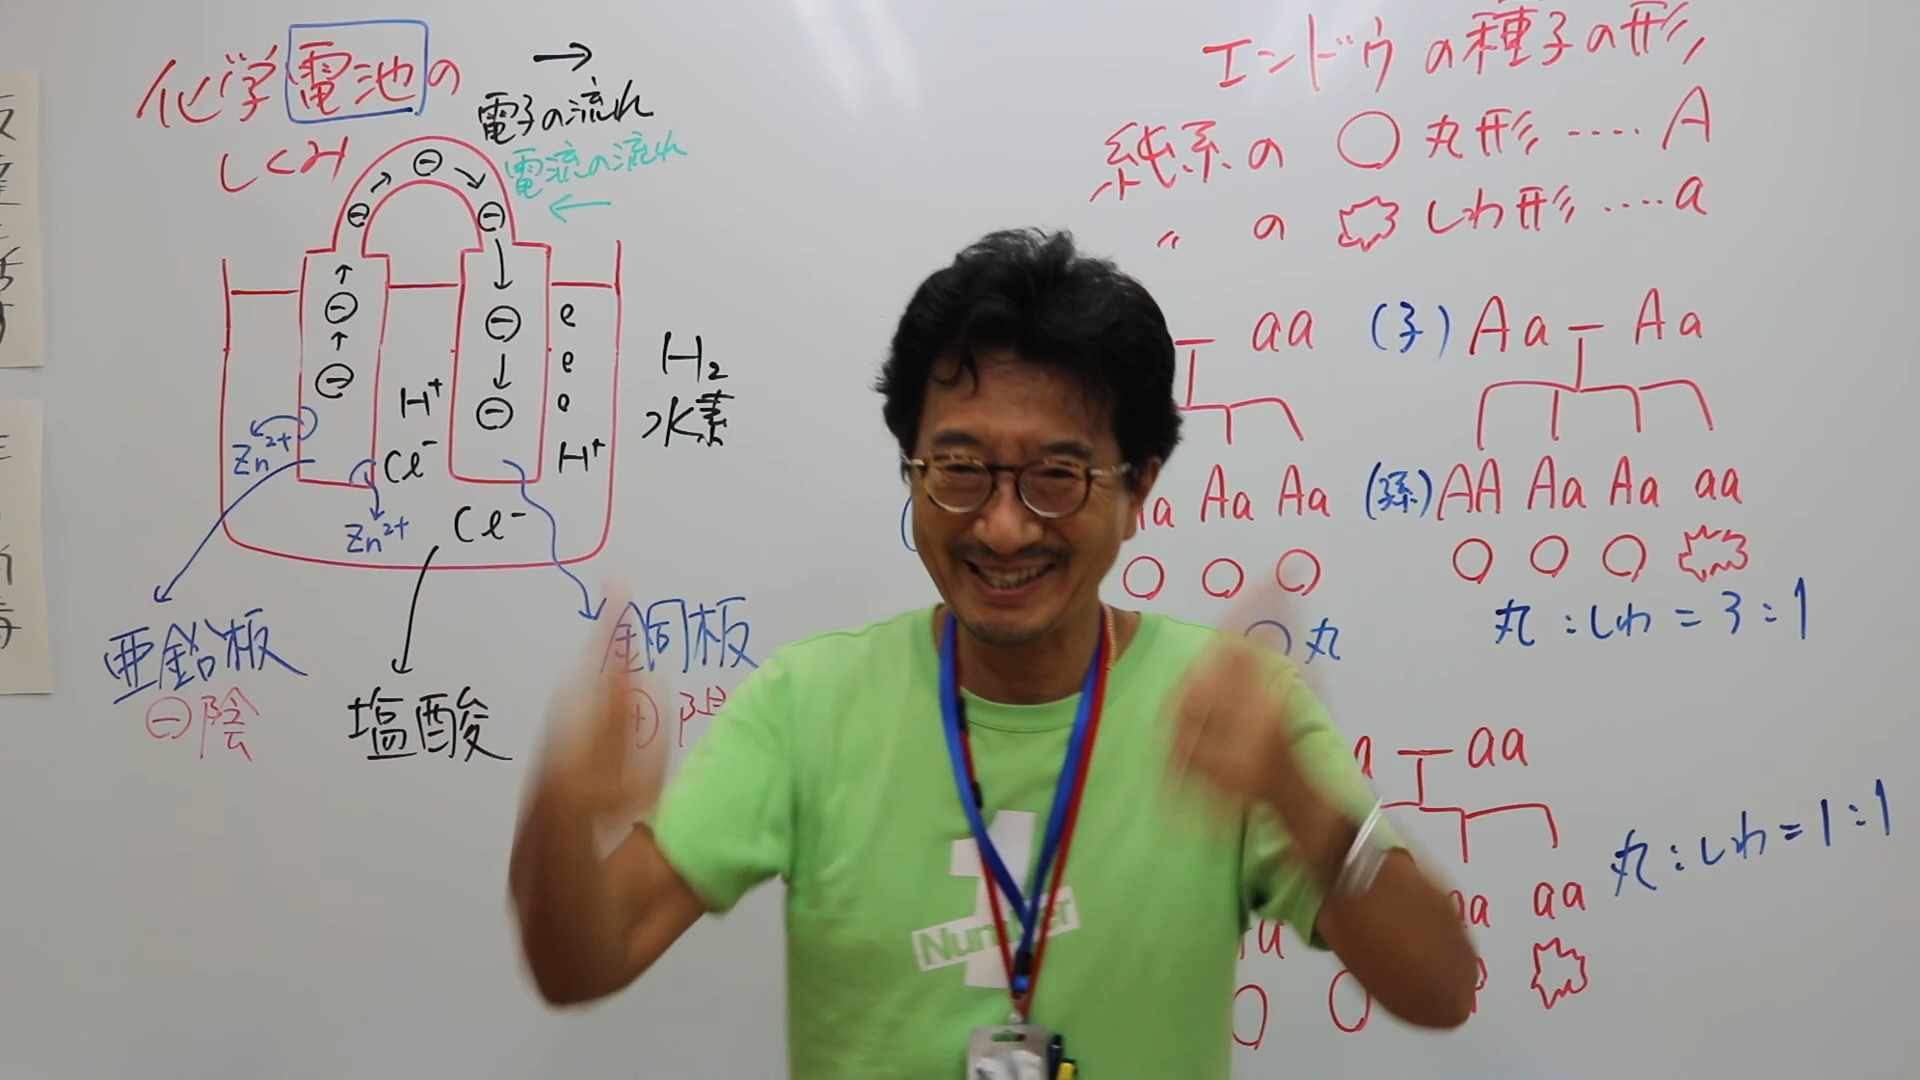 化学電池の
しくみ
→
電子の流れ
電流の流れ
←
H⁺
Cl⁻
Zn²⁺
Zn²⁺
Cl⁻
e
e
e
H⁺
H₂
水素
亜鉛板
⊖陰
塩酸
銅板
エンドウの種子の形
純系の ○ 丸形 ‥‥ A
〃 の しわ形 ‥‥ a
aa
Aa Aa
丸
(子) Aa Aa
(孫) AA Aa Aa aa
丸:しわ = 3:1
aa
aa
丸:しわ = 1:1
Number